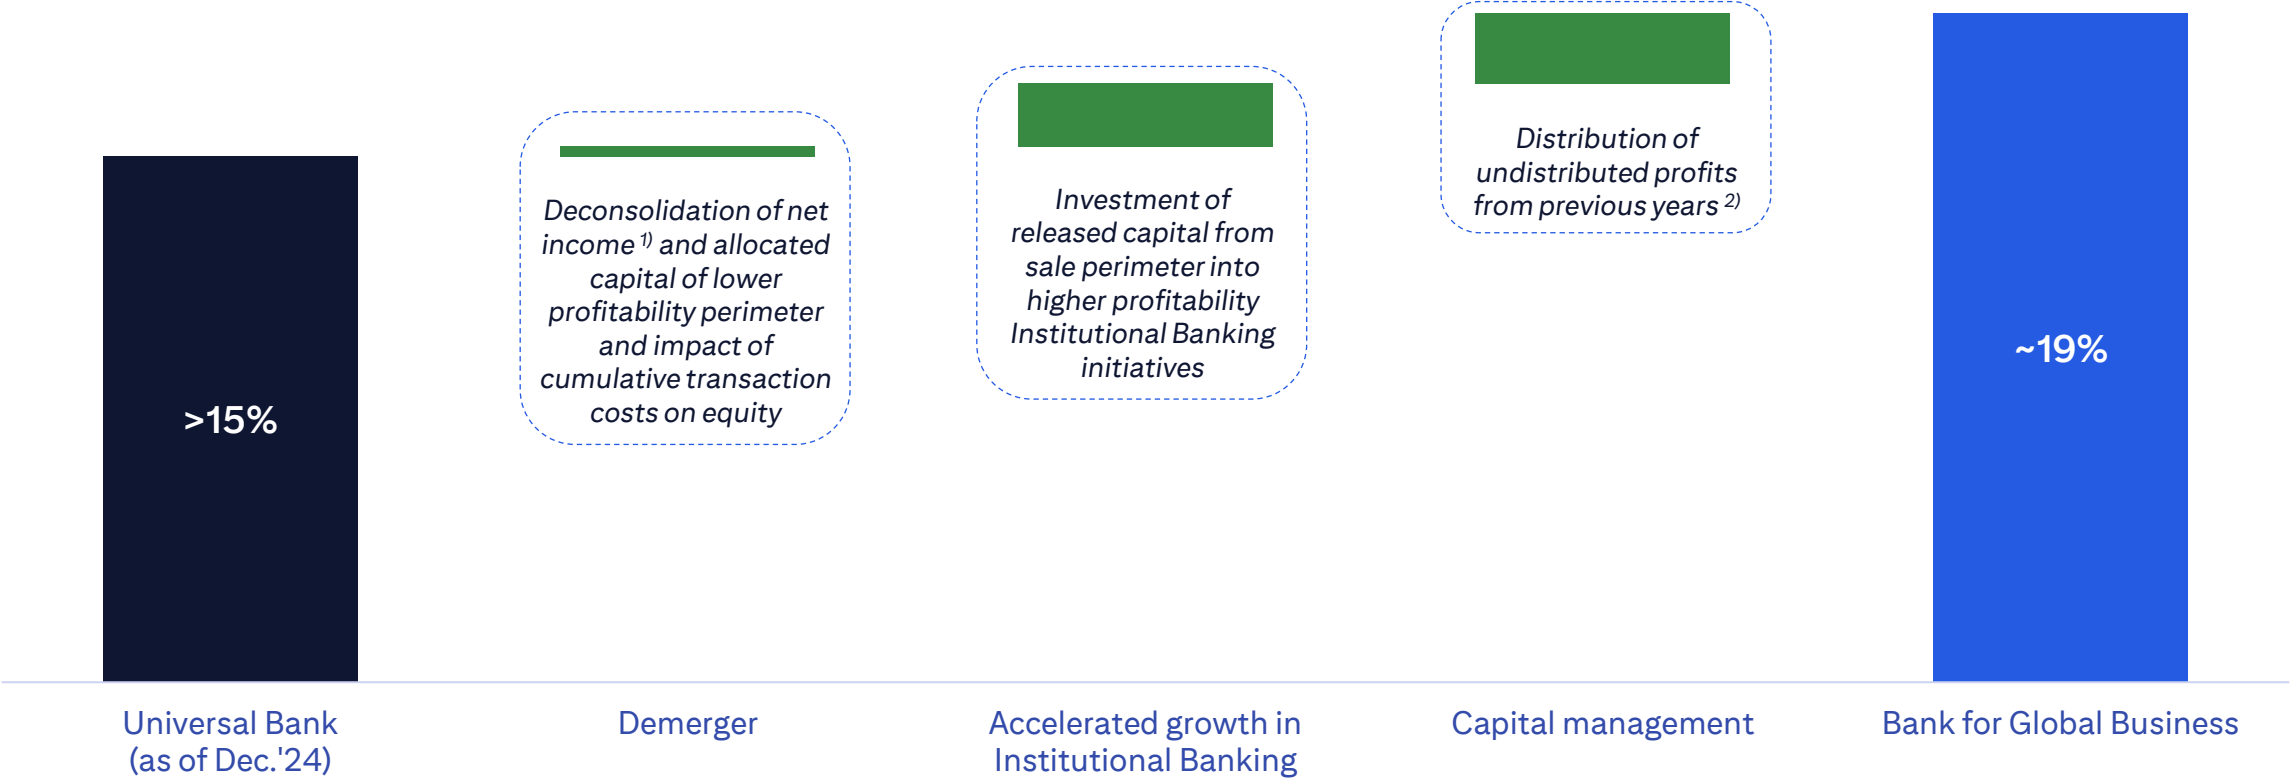 >15%
Deconsolidation of net
income 1) and allocated
capital of lower
profitability perimeter
and impact of
cumulative transaction
costs on equity
Investment of
released capital from
sale perimeter into
higher profitability
Institutional Banking
initiatives
Distribution of
undistributed profits
from previous years 2)
~19%
Universal Bank
(as of Dec.'24)
Demerger
Accelerated growth in
Institutional Banking
Capital management
Bank for Global Business